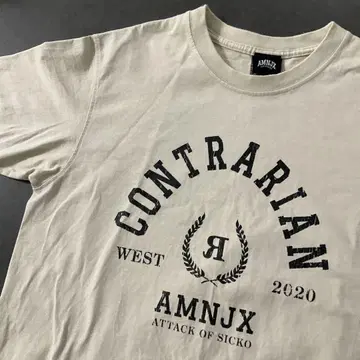 AMNJX
CONTRARIAN
Я
WEST 2020
AMNJX
ATTACK OF SICKO